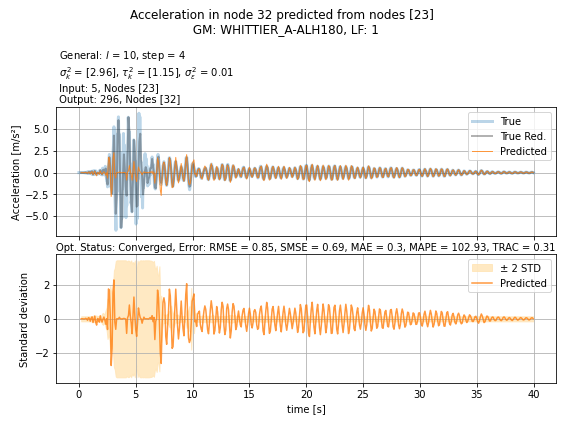 Acceleration in node 32 predicted from nodes [23]
GM: WHITTIER_A-ALH180, LF: 1
General: l = 10, step = 4
σ²ₖ = [2.96], τ²ₖ = [1.15], σ²ₑ = 0.01
Input: 5, Nodes [23]
Output: 296, Nodes [32]
True
True Red.
Predicted
Acceleration [m/s²]
5.0
2.5
0.0
−2.5
−5.0
Opt. Status: Converged, Error: RMSE = 0.85, SMSE = 0.69, MAE = 0.3, MAPE = 102.93, TRAC = 0.31
± 2 STD
Predicted
Standard deviation
2
0
−2
0 5 10 15 20 25 30 35 40
time [s]